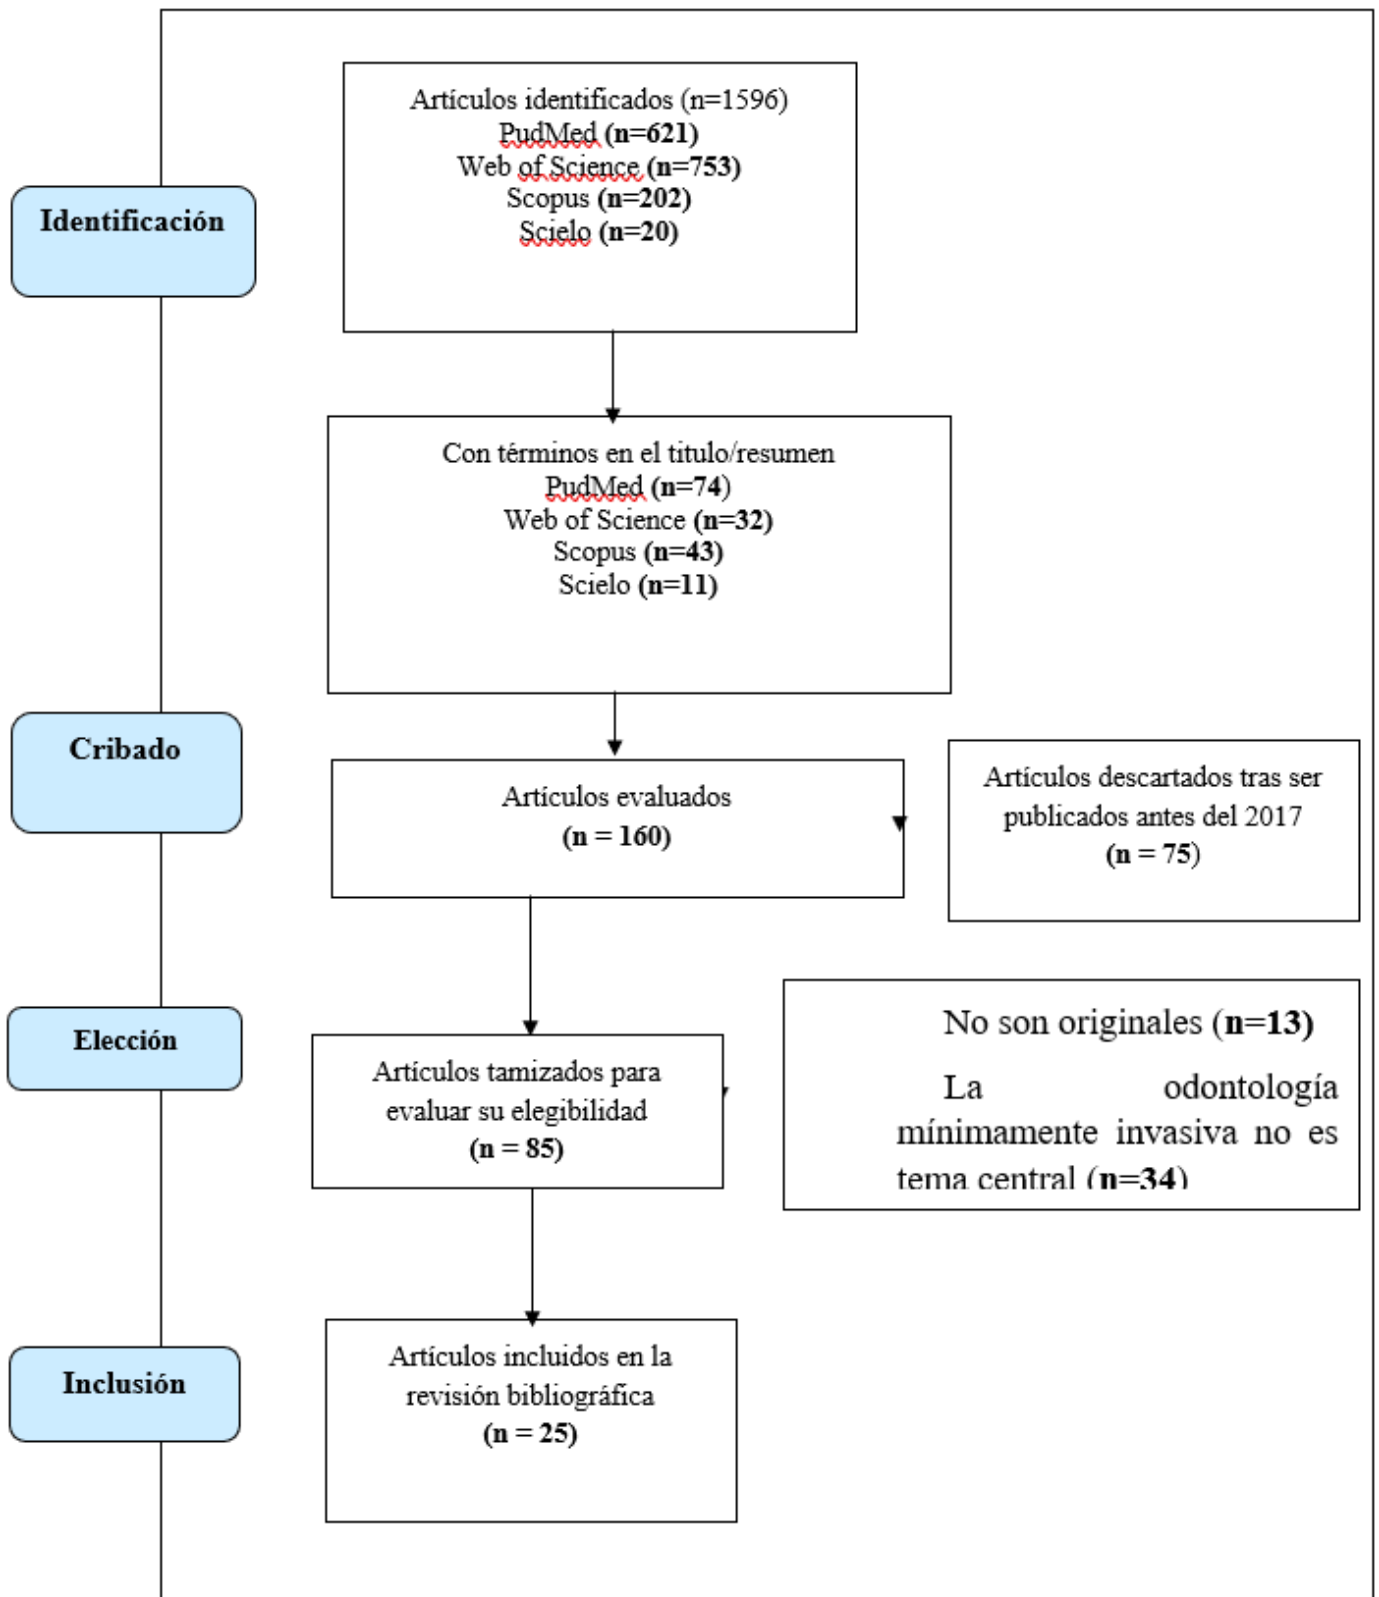 Identificación
Artículos identificados (n=1596)
PudMed (n=621)
Web of Science (n=753)
Scopus (n=202)
Scielo (n=20)
Con términos en el titulo/resumen
PudMed (n=74)
Web of Science (n=32)
Scopus (n=43)
Scielo (n=11)
Cribado
Artículos evaluados
(n = 160)
Artículos descartados tras ser
publicados antes del 2017
(n = 75)
Elección
Artículos tamizados para
evaluar su elegibilidad
(n = 85)
No son originales (n=13)
La odontología
mínimamente invasiva no es
tema central (n=34)
Inclusión
Artículos incluidos en la
revisión bibliográfica
(n = 25)